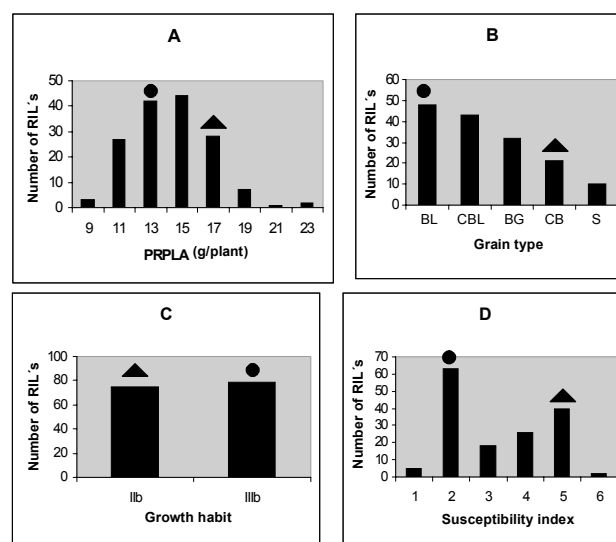 A
Number of RIL´s
50
40
30
20
10
0
9 11 13 15 17 19 21 23
PRPLA (g/plant)
B
Number of RIL´s
60
50
40
30
20
10
0
BL CBL BG CB S
Grain type
C
Number of RIL´s
100
80
60
40
20
0
IIb IIIb
Growth habit
D
Number of RIL´s
70
60
50
40
30
20
10
0
1 2 3 4 5 6
Susceptibility index